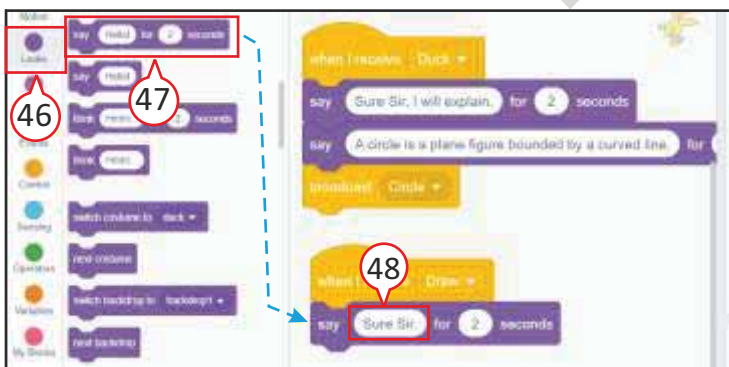 Motion
Looks
46
Events
Control
Sensing
Operators
Variables
My Blocks
say Hello! for 2 seconds
say Hello!
47
think Hmm... 2 seconds
think Hmm...
switch costume to duck
next costume
switch backdrop to backdrop1
next backdrop
when I receive Duck
say Sure Sir, I will explain. for 2 seconds
say A circle is a plane figure bounded by a curved line. for
broadcast Circle
48
when I Draw
say Sure Sir. for 2 seconds